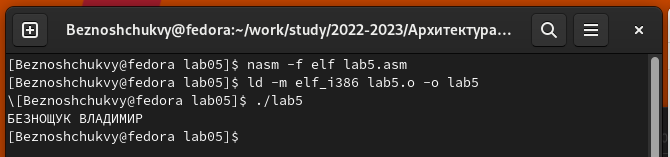 Beznoshchukvy@fedora:~/work/study/2022-2023/Архитектура...
[Beznoshchukvy@fedora lab05]$ nasm -f elf lab5.asm
[Beznoshchukvy@fedora lab05]$ ld -m elf_i386 lab5.o -o lab5
\[Beznoshchukvy@fedora lab05]$ ./lab5
БЕЗНОЩУК ВЛАДИМИР
[Beznoshchukvy@fedora lab05]$